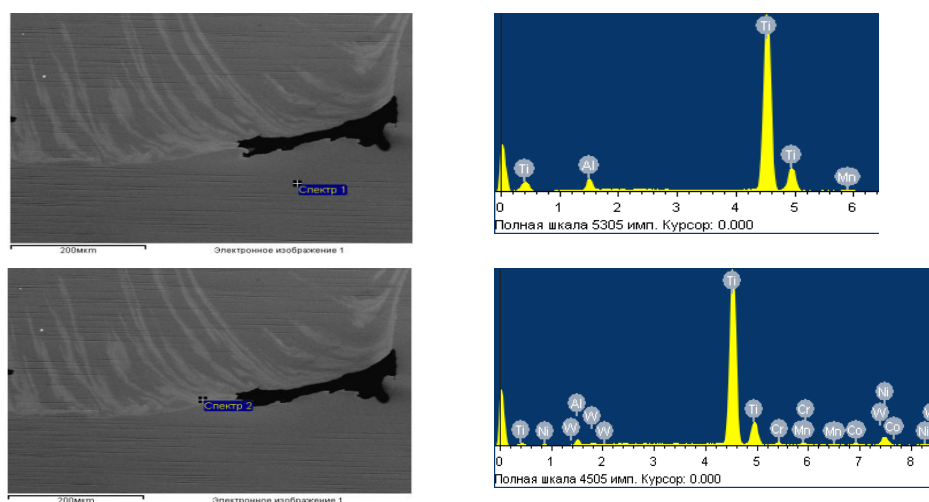 Спектр 1
200мкm Электронное изображение 1
Ti Ti Al Ti Mn
0 1 2 3 4 5 6
Полная шкала 5305 имп. Курсор: 0.000
Спектр 2
200мкm Электронное изображение 1
Ti
Ni
Al Cr W
W Co
Ti Ni W W Ti Cr Mn Mn Co Ni
0 1 2 3 4 5 6 7 8
Полная шкала 4505 имп. Курсор: 0.000